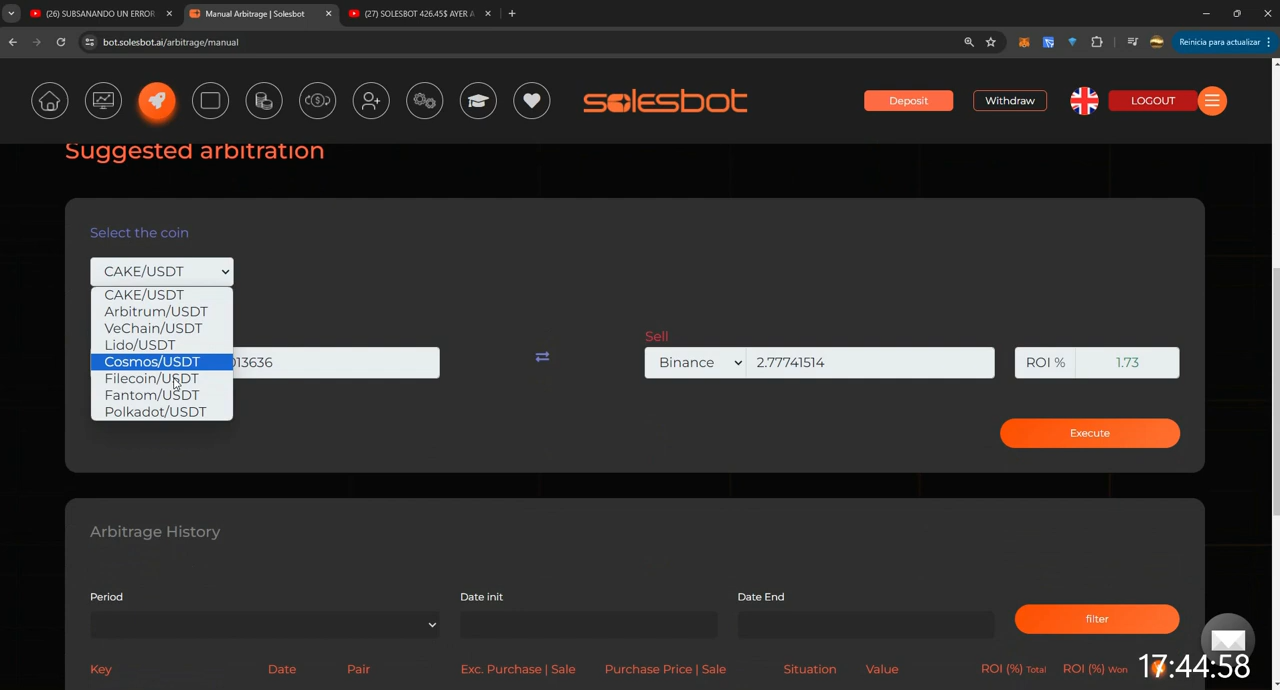 (26) SUBSANANDO UN ERROR
Manual Arbitrage | Solesbot
(27) SOLESBOT 426.45$ AYER A
bot.solesbot.ai/arbitrage/manual
Reinicia para actualizar
solesbot
Deposit
Withdraw
LOGOUT
Suggested arbitration
Select the coin
CAKE/USDT
CAKE/USDT
Arbitrum/USDT
VeChain/USDT
Lido/USDT
Cosmos/USDT
Filecoin/USDT
Fantom/USDT
Polkadot/USDT
013636
Sell
Binance
2.77741514
ROI %
1.73
Execute
Arbitrage History
Period
Date init
Date End
filter
Key
Date
Pair
Exc. Purchase | Sale
Purchase Price | Sale
Situation
Value
ROI (%) Total
ROI (%) Won
17:44:58